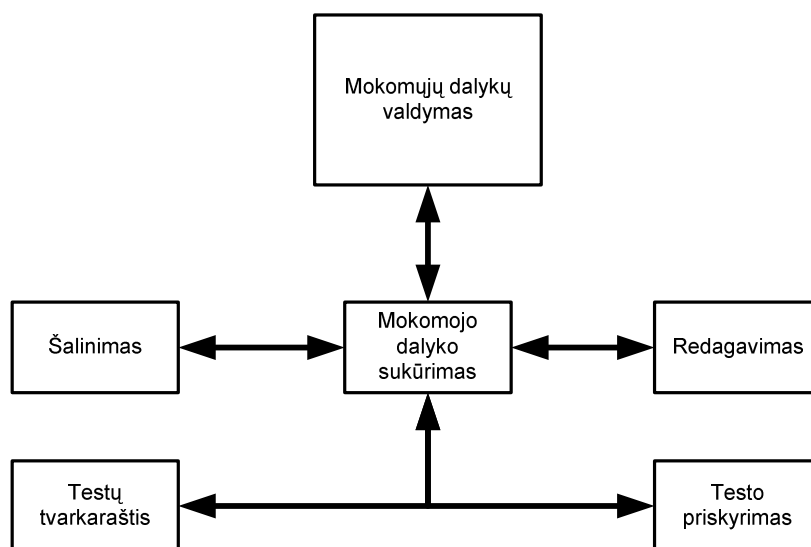 Mokomųjų dalykų
valdymas
Šalinimas
Mokomojo
dalyko
sukūrimas
Redagavimas
Testų
tvarkaraštis
Testo
priskyrimas